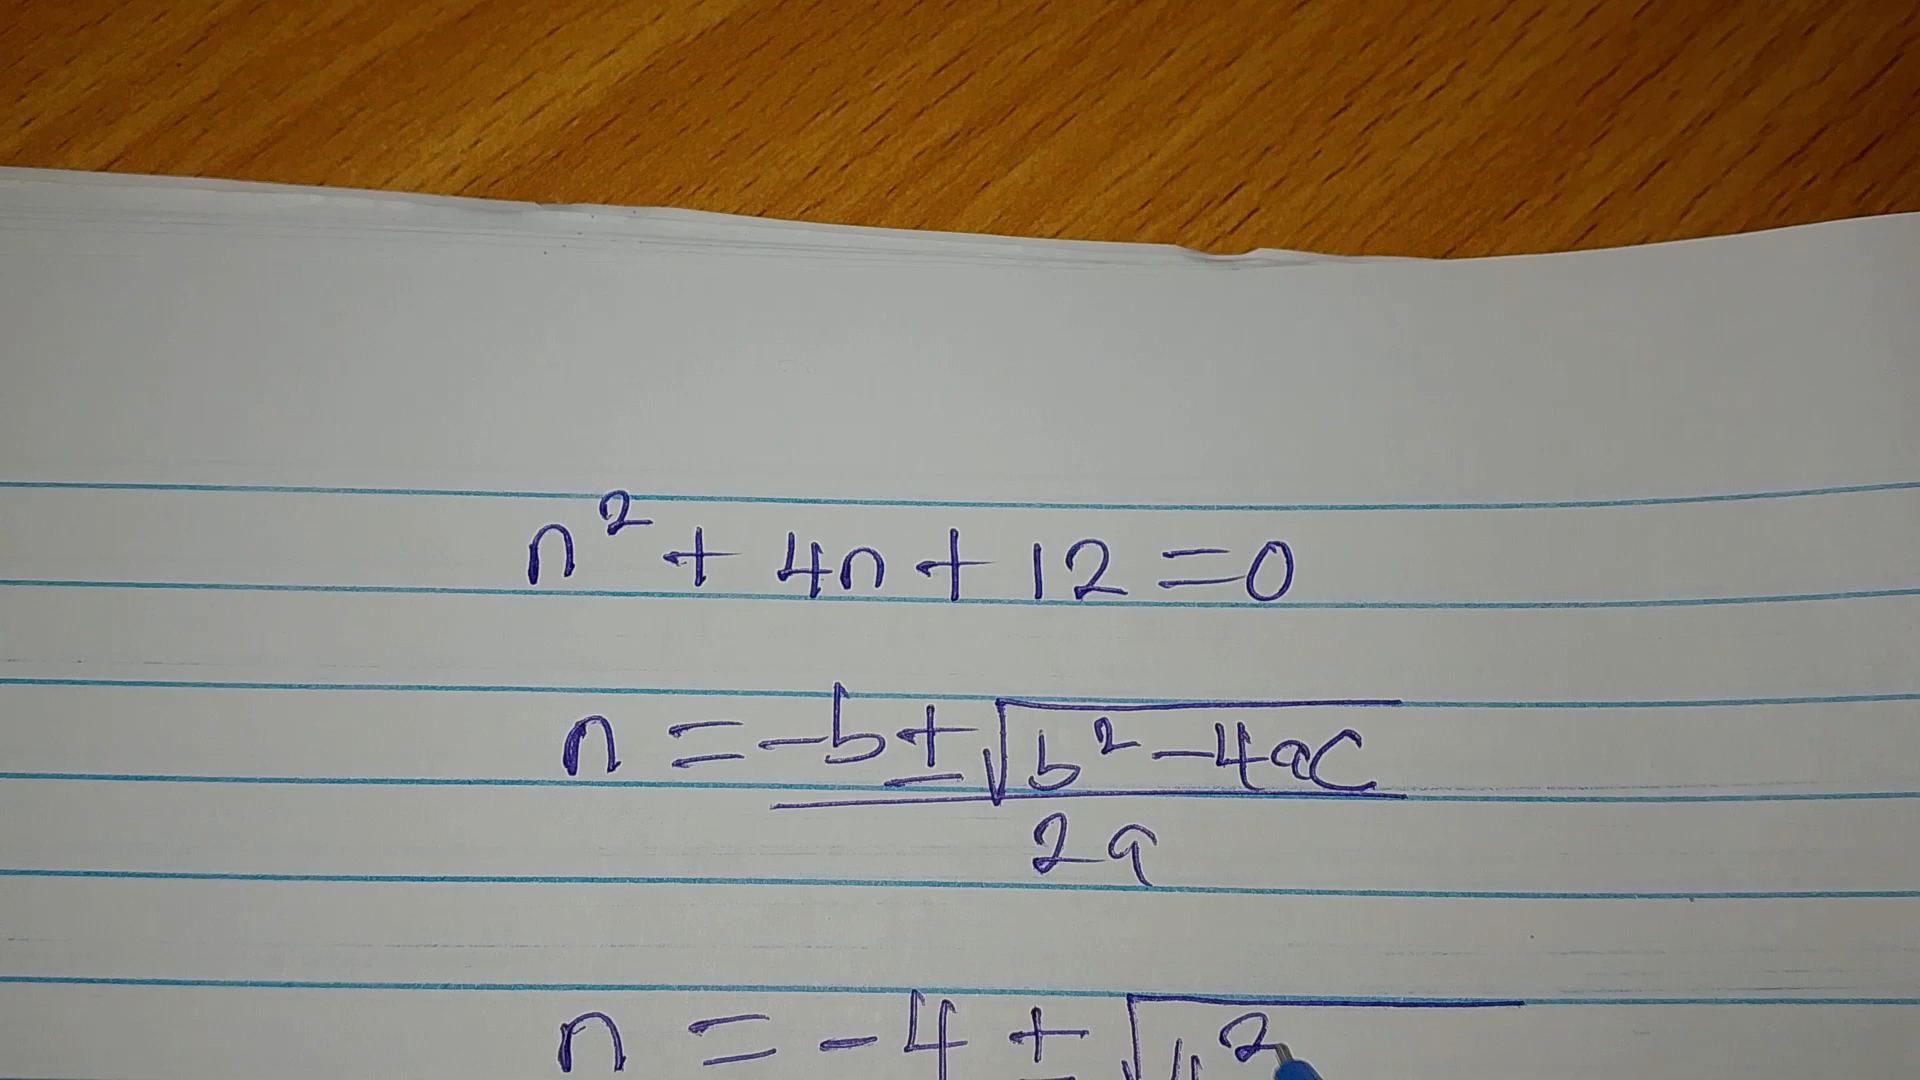 n² + 4n + 12 = 0
n = -b ± √b² - 4ac
2a
n = -4 ± √4²